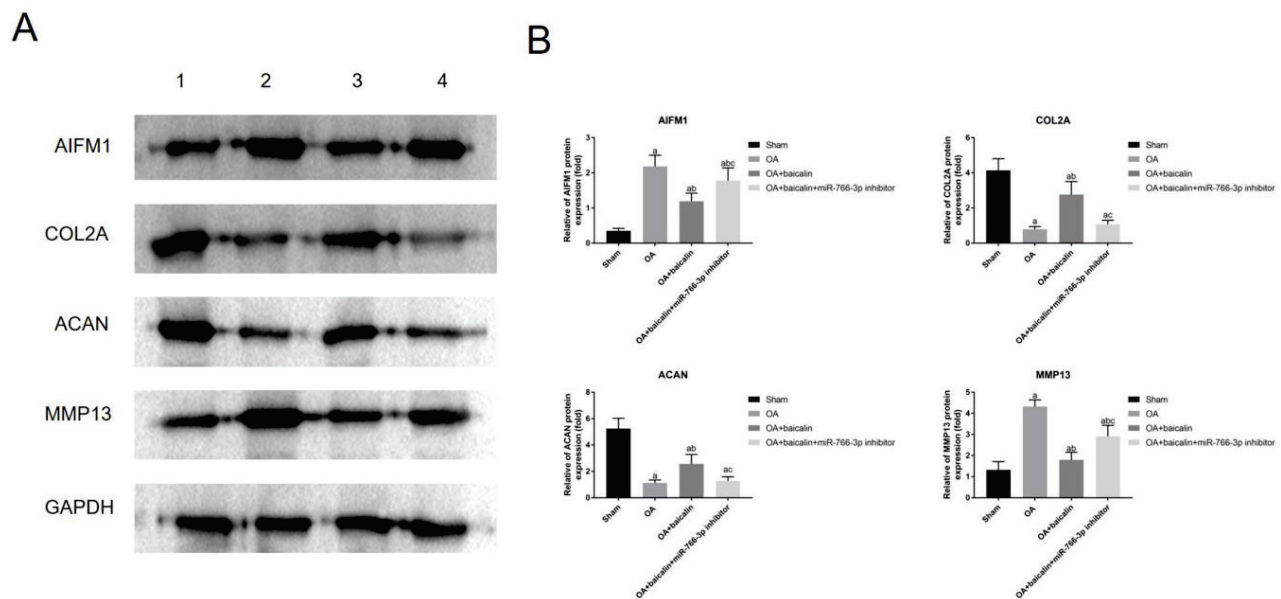 A
1 2 3 4
AIFM1
COL2A
ACAN
MMP13
GAPDH
B
AIFM1
Relative of AIFM1 protein
expression (fold)
3
2
1
0
a
ab
abc
Sham
OA
OA+baicalin
OA+baicalin+miR-766-3p inhibitor
Sham
OA
OA+baicalin
OA+baicalin+miR-766-3p inhibitor
COL2A
Relative of COL2A protein
expression (fold)
6
4
2
0
a
ab
ac
Sham
OA
OA+baicalin
OA+baicalin+miR-766-3p inhibitor
Sham
OA
OA+baicalin
OA+baicalin+miR-766-3p inhibitor
ACAN
Relative of ACAN protein
expression (fold)
8
6
4
2
0
a
ab
ac
Sham
OA
OA+baicalin
OA+baicalin+miR-766-3p inhibitor
Sham
OA
OA+baicalin
OA+baicalin+miR-766-3p inhibitor
MMP13
Relative of MMP13 protein
expression (fold)
5
4
3
2
1
0
a
ab
abc
Sham
OA
OA+baicalin
OA+baicalin+miR-766-3p inhibitor
Sham
OA
OA+baicalin
OA+baicalin+miR-766-3p inhibitor